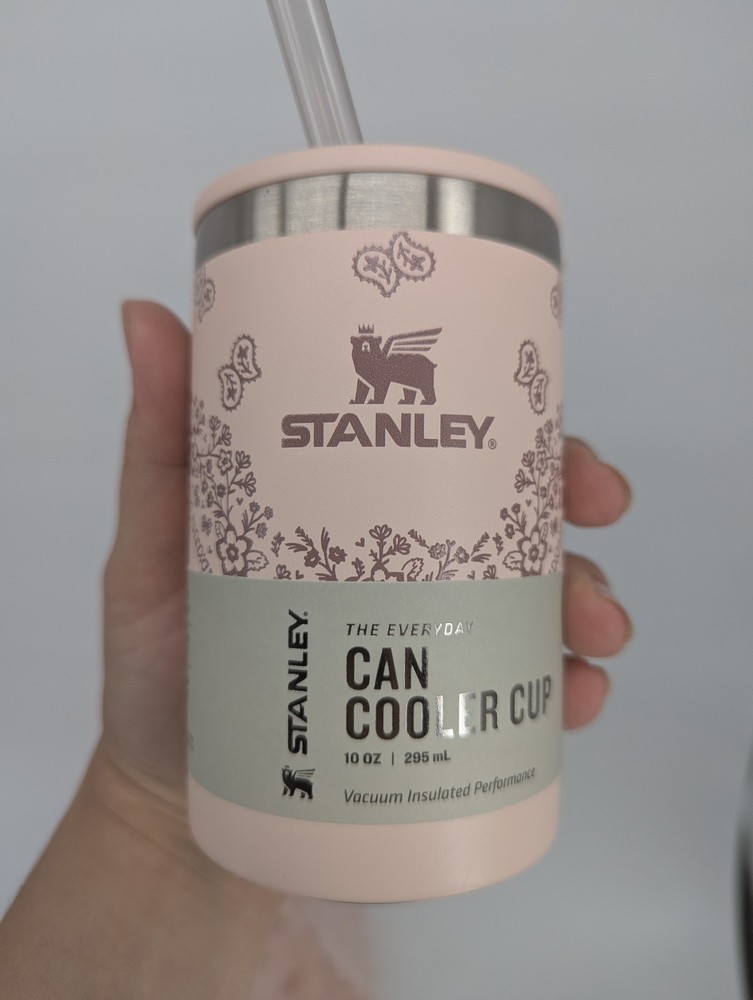 STANLEY®
STANLEY®
THE EVERYDAY
CAN
COOLER CUP
10 OZ | 295 mL
Vacuum Insulated Performance